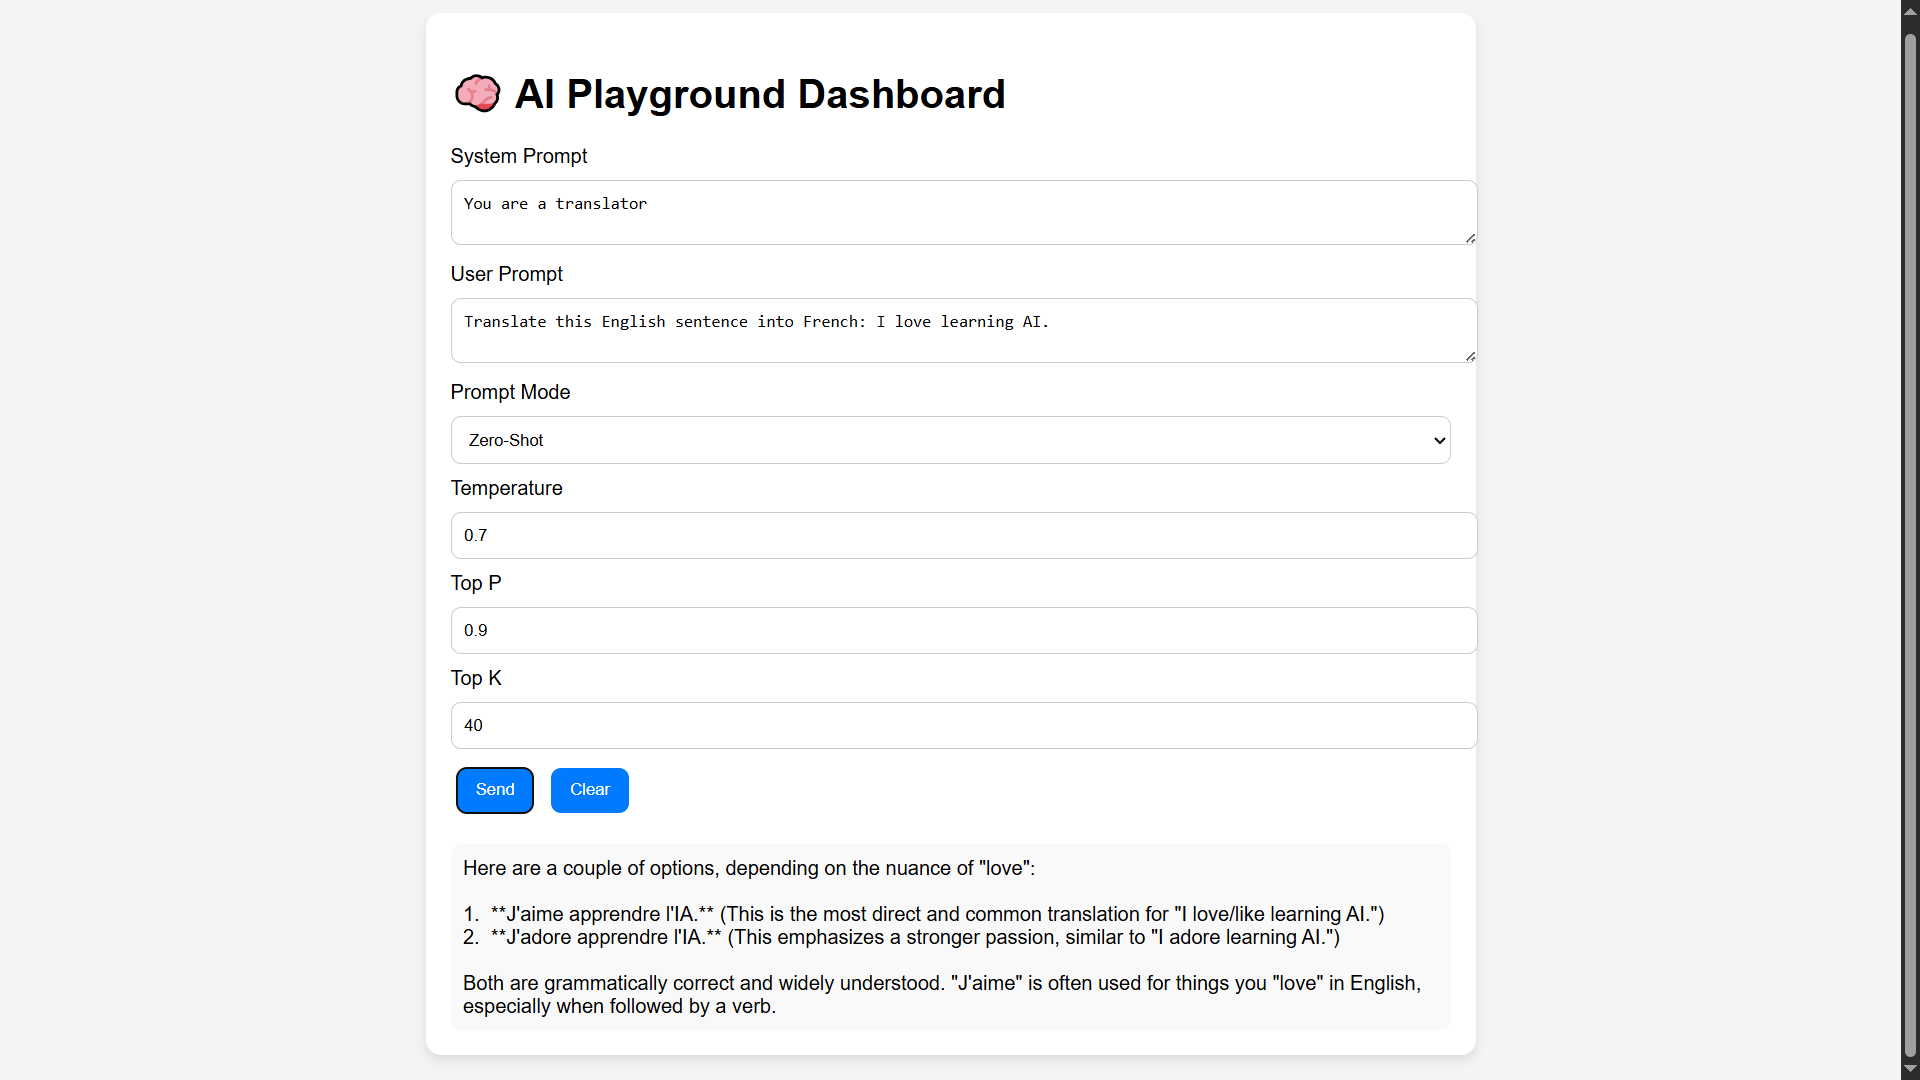 🧠 AI Playground Dashboard
System Prompt
You are a translator
User Prompt
Translate this English sentence into French: I love learning AI.
Prompt Mode
Zero-Shot
Temperature
0.7
Top P
0.9
Top K
40
Send Clear
Here are a couple of options, depending on the nuance of "love":
1. **J'aime apprendre l'IA.** (This is the most direct and common translation for "I love/like learning AI.")
2. **J'adore apprendre l'IA.** (This emphasizes a stronger passion, similar to "I adore learning AI.")
Both are grammatically correct and widely understood. "J'aime" is often used for things you "love" in English,
especially when followed by a verb.